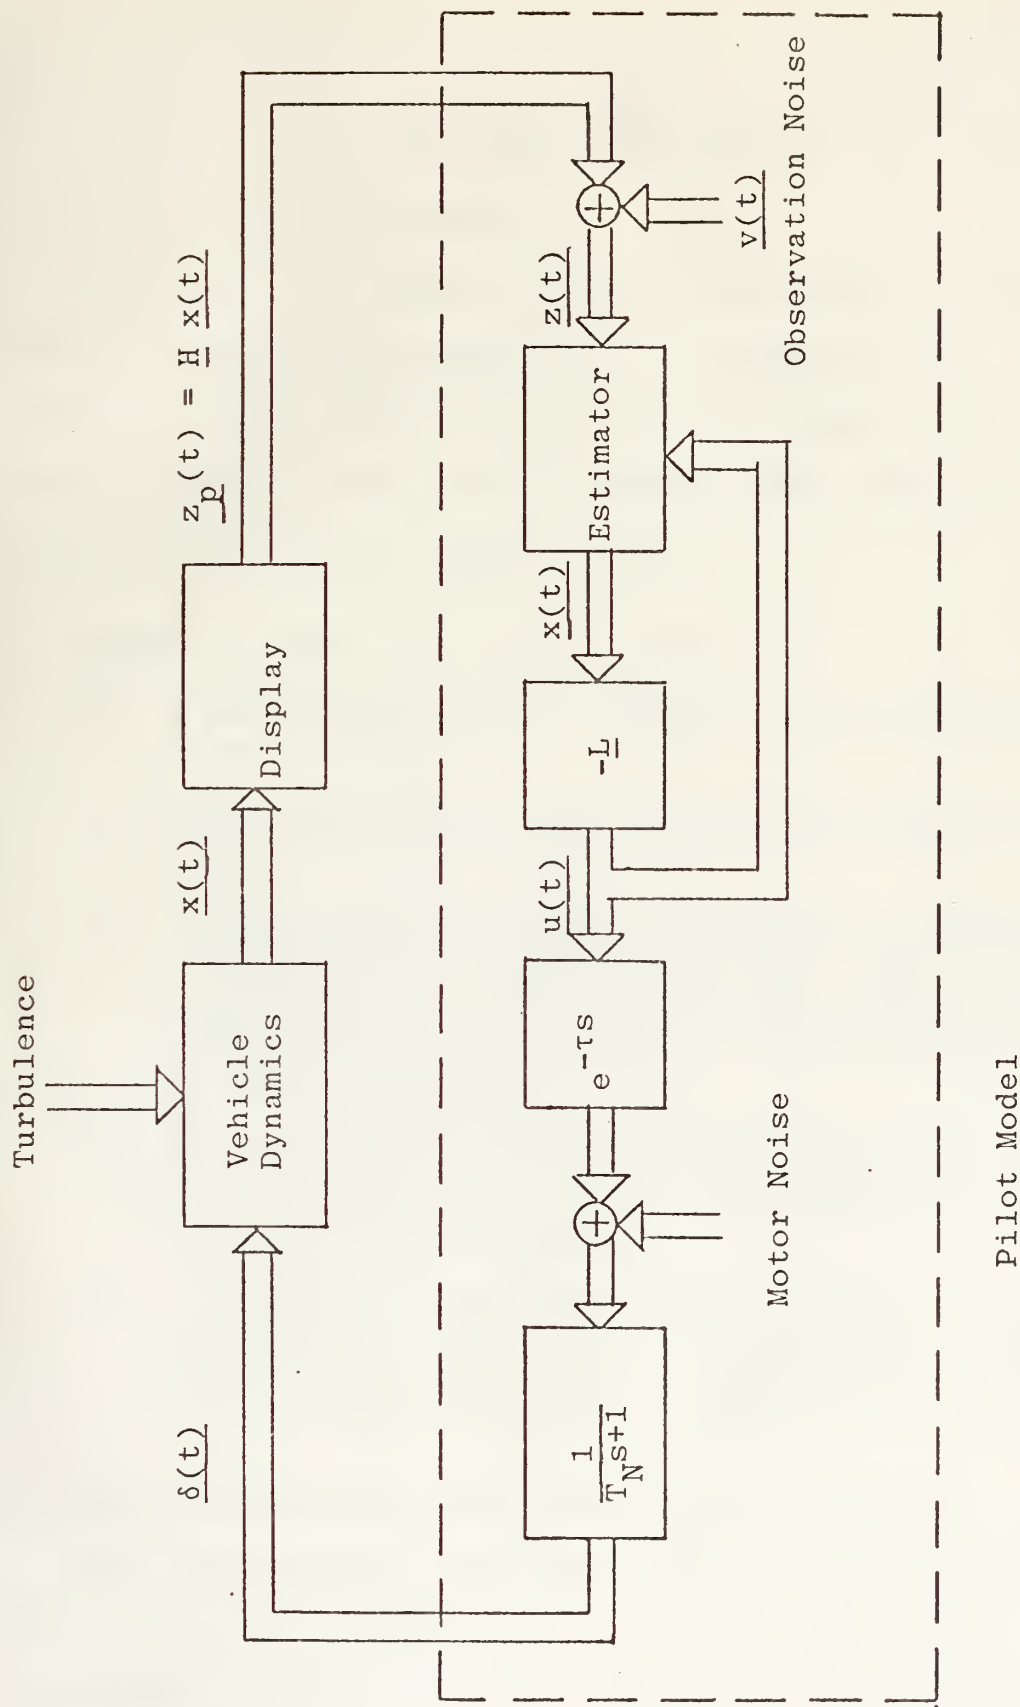 Turbulence
δ(t)
Vehicle
Dynamics
x(t)
Display
z_p(t) = H x(t)
1
T_N s+1
e^-τs
u(t)
-L
x(t)
Estimator
z(t)
v(t)
Motor Noise
Observation Noise
Pilot Model